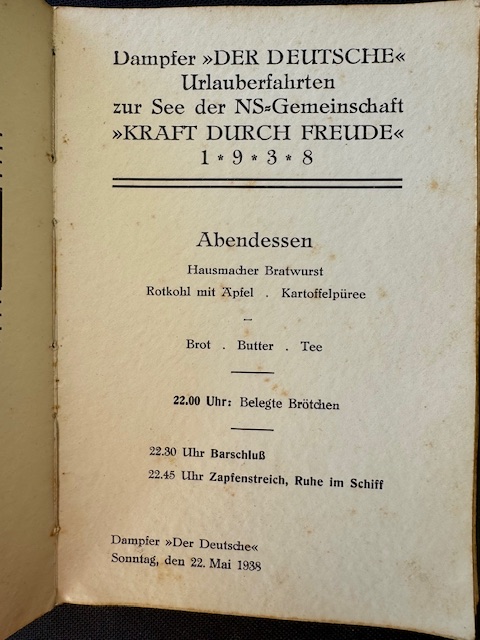 Dampfer »DER DEUTSCHE«
Urlauberfahrten
zur See der NS=Gemeinschaft
»KRAFT DURCH FREUDE«
1 * 9 * 3 * 8
Abendessen
Hausmacher Bratwurst
Rotkohl mit Äpfel . Kartoffelpüree
–
Brot . Butter . Tee
22.00 Uhr: Belegte Brötchen
22.30 Uhr Barschluß
22.45 Uhr Zapfenstreich, Ruhe im Schiff
Dampfer »Der Deutsche«
Sonntag, den 22. Mai 1938